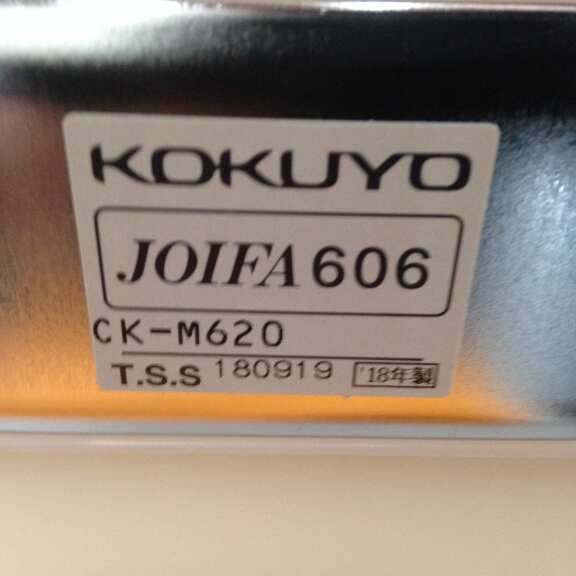 KOKUYO
JOIFA 606
CK-M620
T.S.S 180919 '18年製